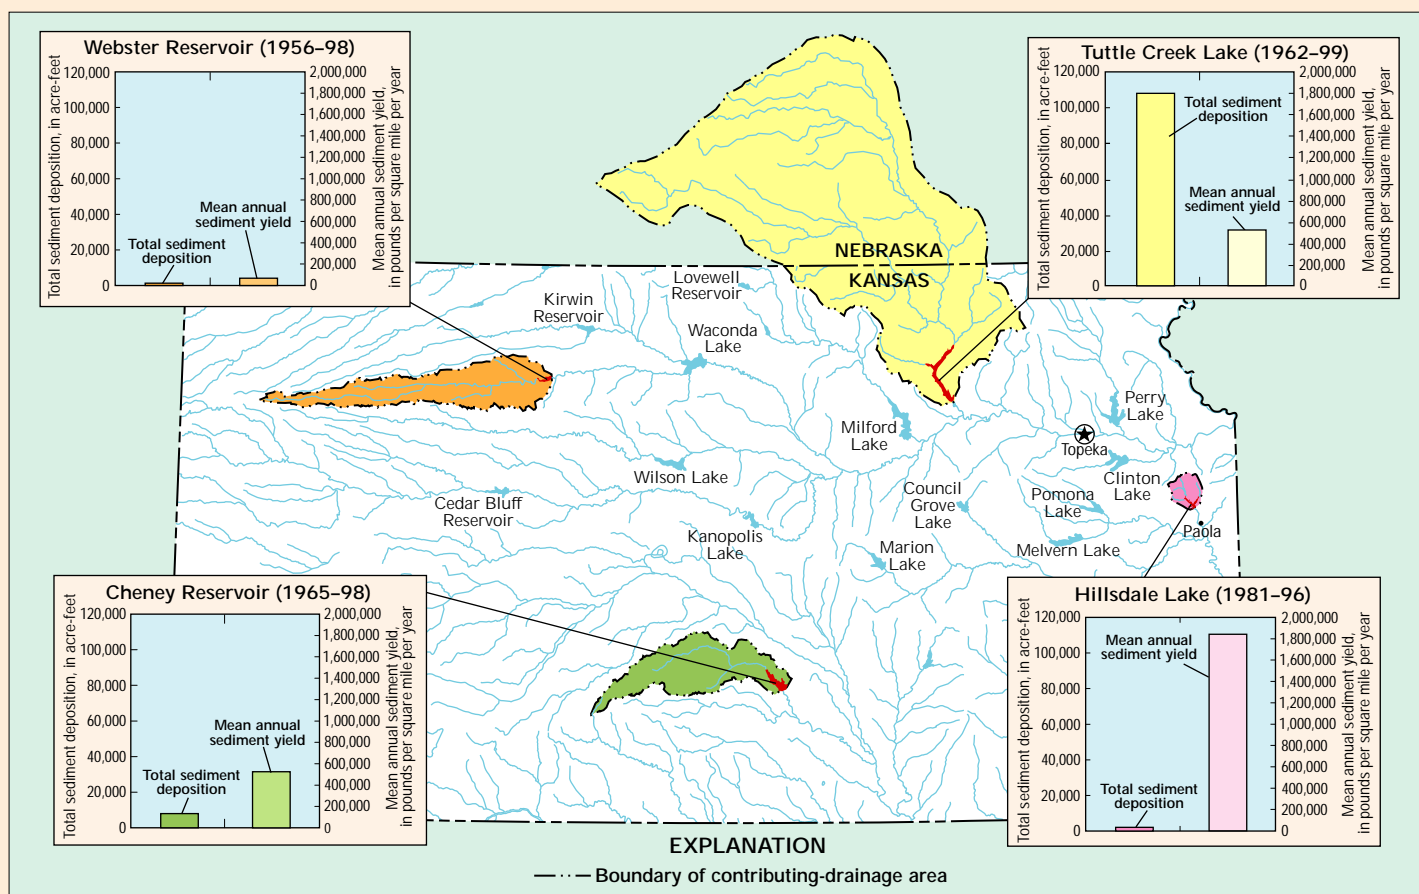 Webster Reservoir (1956–98)
Total sediment deposition, in acre-feet
120,000
100,000
80,000
60,000
40,000
20,000
0
Total sediment
deposition
Mean annual
sediment yield
2,000,000
1,800,000
1,600,000
1,400,000
1,200,000
1,000,000
800,000
600,000
400,000
200,000
0
Mean annual sediment yield,
in pounds per square mile per year
Tuttle Creek Lake (1962–99)
Total sediment deposition, in acre-feet
120,000
100,000
80,000
60,000
40,000
20,000
0
Total sediment
deposition
Mean annual
sediment yield
2,000,000
1,800,000
1,600,000
1,400,000
1,200,000
1,000,000
800,000
600,000
400,000
200,000
0
Mean annual sediment yield,
in pounds per square mile per year
NEBRASKA
KANSAS
Lovewell
Reservoir
Kirwin
Reservoir
Waconda
Lake
Milford
Lake
Perry
Lake
Topeka
Wilson Lake
Clinton
Lake
Cedar Bluff
Reservoir
Council
Grove
Lake
Pomona
Lake
Kanopolis
Lake
Marion
Lake
Melvern Lake
Paola
Cheney Reservoir (1965–98)
Total sediment deposition, in acre-feet
120,000
100,000
80,000
60,000
40,000
20,000
0
Mean annual
sediment yield
Total sediment
deposition
2,000,000
1,800,000
1,600,000
1,400,000
1,200,000
1,000,000
800,000
600,000
400,000
200,000
0
Mean annual sediment yield,
in pounds per square mile per year
Hillsdale Lake (1981–96)
Total sediment deposition, in acre-feet
120,000
100,000
80,000
60,000
40,000
20,000
0
Mean annual
sediment yield
Total sediment
deposition
2,000,000
1,800,000
1,600,000
1,400,000
1,200,000
1,000,000
800,000
600,000
400,000
200,000
0
Mean annual sediment yield,
in pounds per square mile per year
EXPLANATION
Boundary of contributing-drainage area